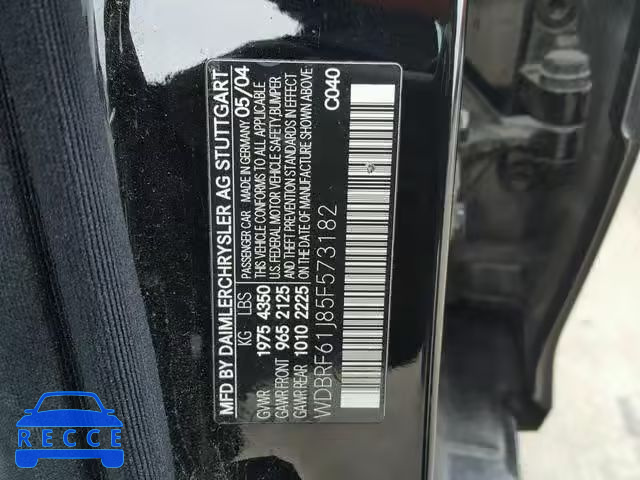 MFD BY DAIMLERCHRYSLER AG STUTTGART
PASSENGER CAR MADE IN GERMANY 05/04
KG LBS
GVWR 1975 4350
GAWR FRONT 965 2125
GAWR REAR 1010 2225
THIS VEHICLE CONFORMS TO ALL APPLICABLE
U.S. FEDERAL MOTOR VEHICLE SAFETY, BUMPER
AND THEFT PREVENTION STANDARDS IN EFFECT
ON THE DATE OF MANUFACTURE SHOWN ABOVE
WDBRF61J85F573182
C040
RECCE